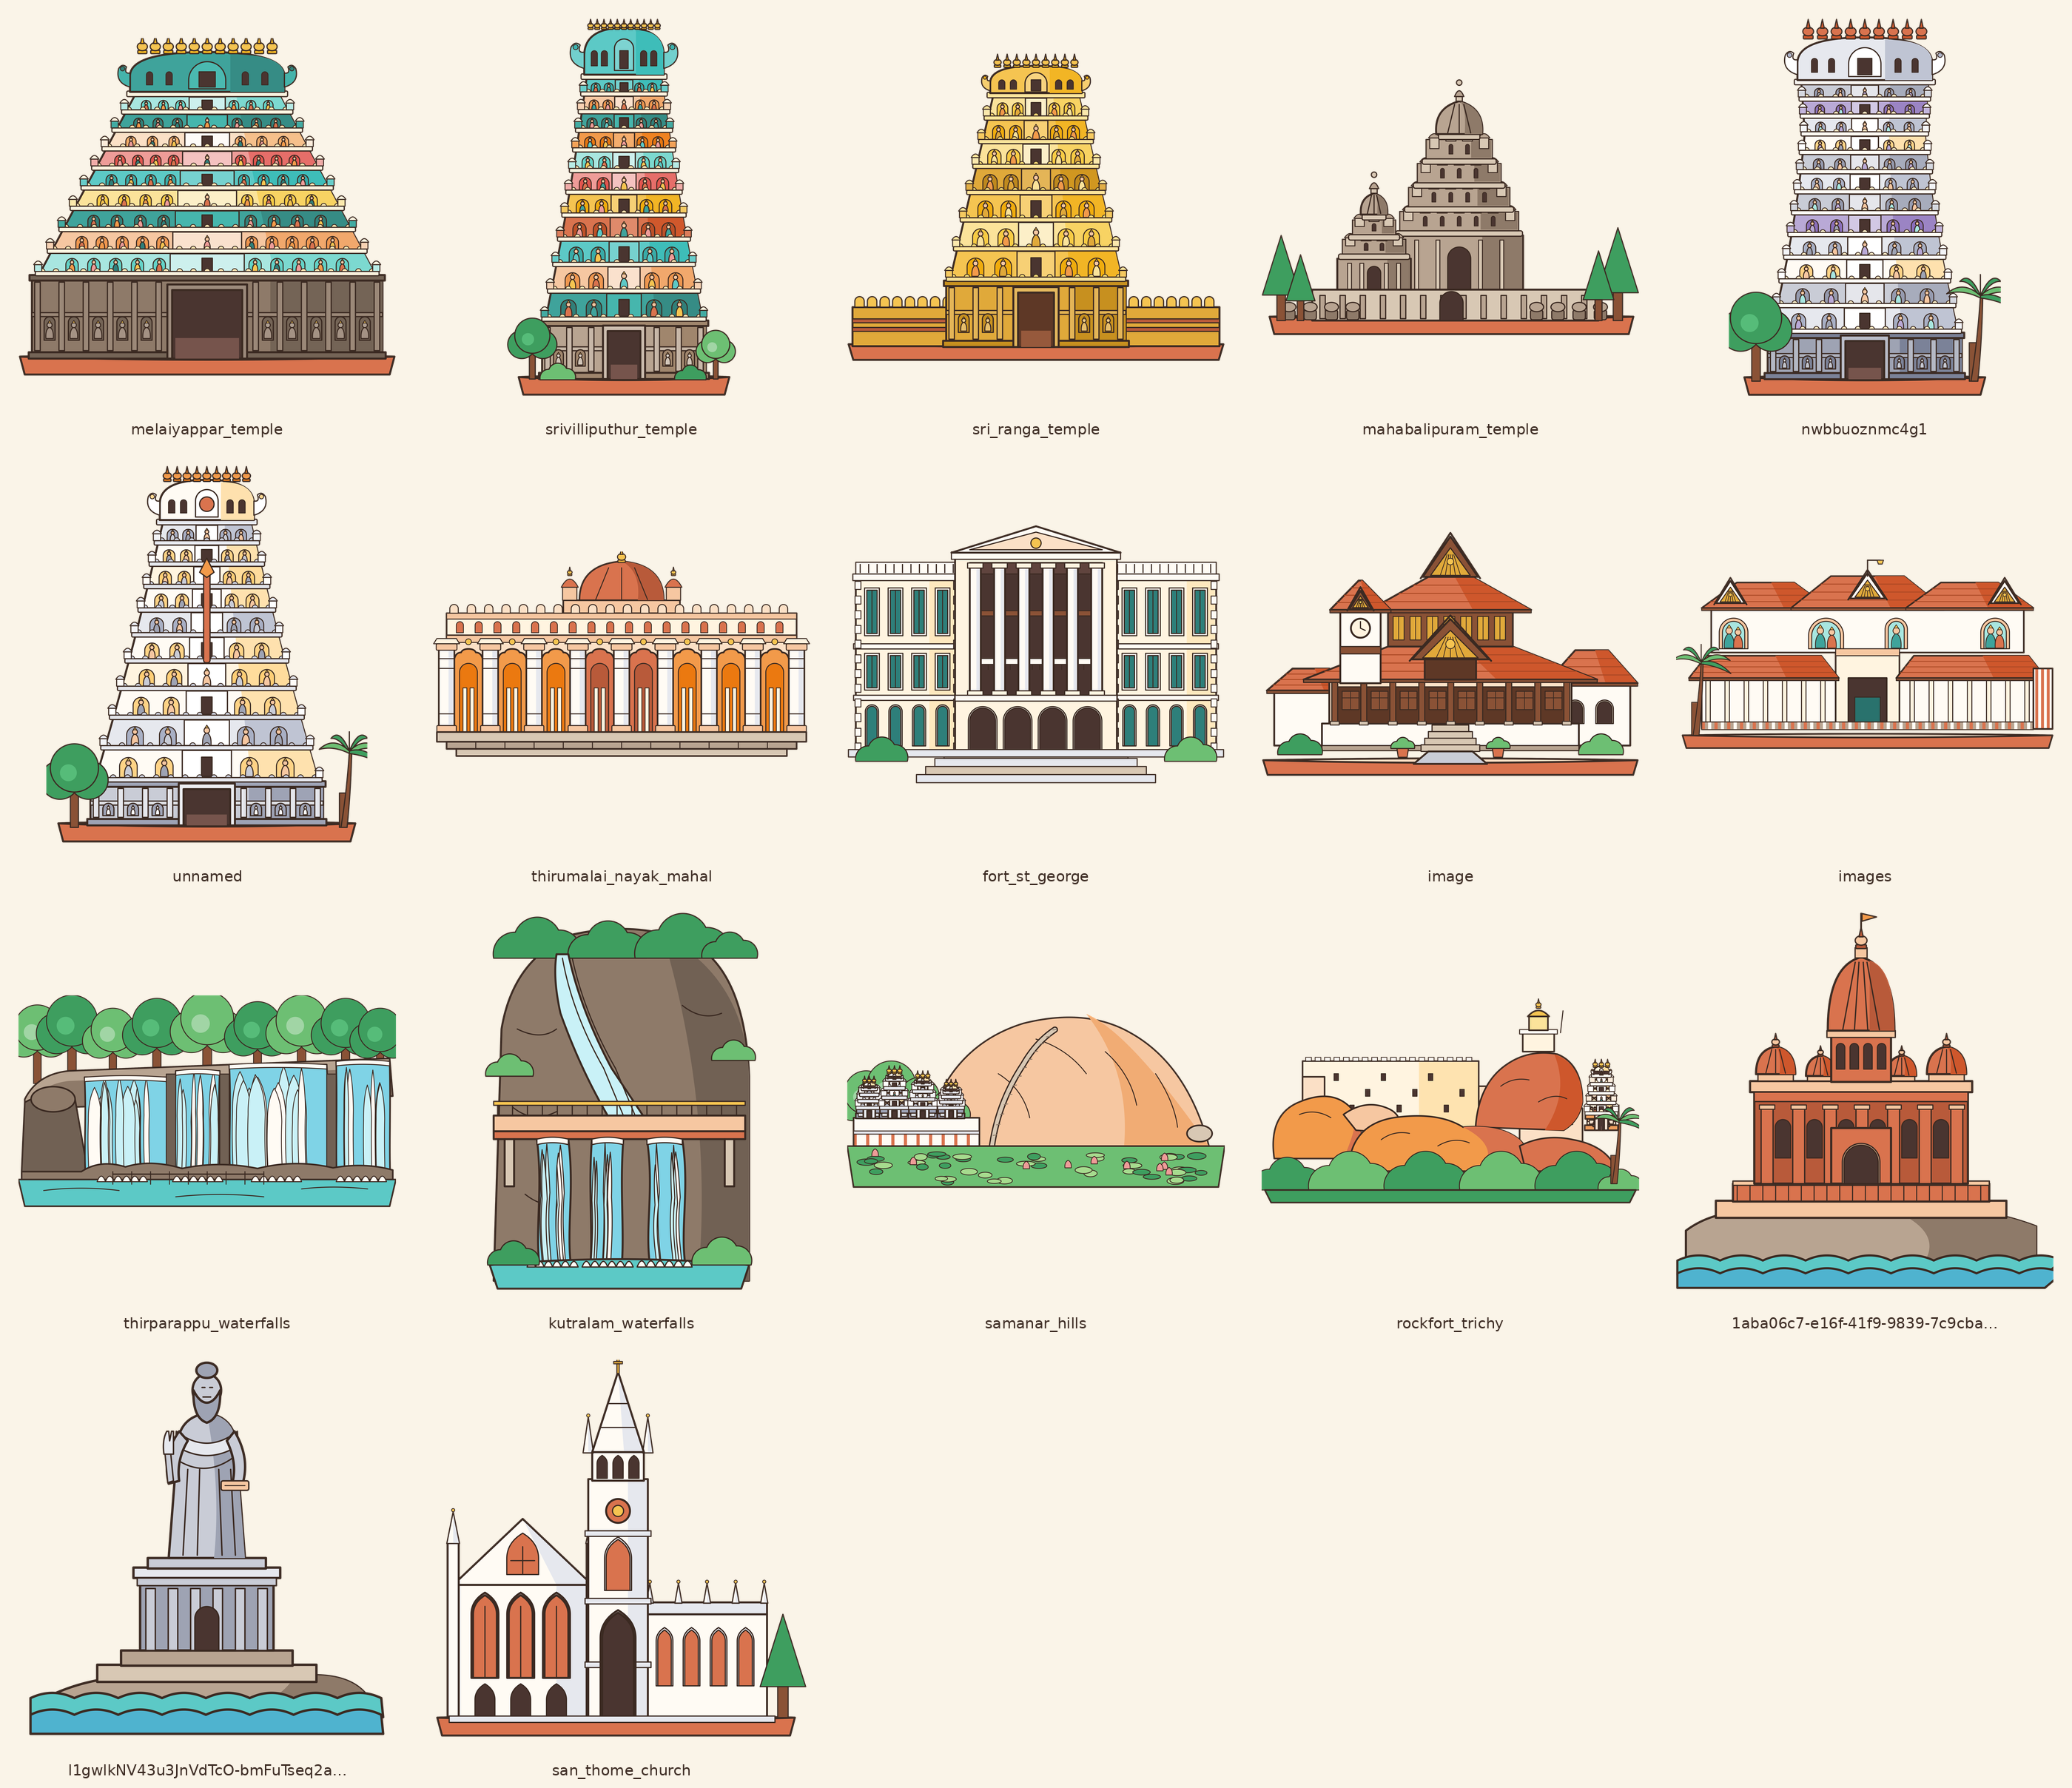 melaiyappar_temple
srivilliputhur_temple
sri_ranga_temple
mahabalipuram_temple
nwbbuoznmc4g1
unnamed
thirumalai_nayak_mahal
fort_st_george
image
images
thirparappu_waterfalls
kutralam_waterfalls
samanar_hills
rockfort_trichy
1aba06c7-e16f-41f9-9839-7c9cba...
l1gwlkNV43u3JnVdTcO-bmFuTseq2a...
san_thome_church